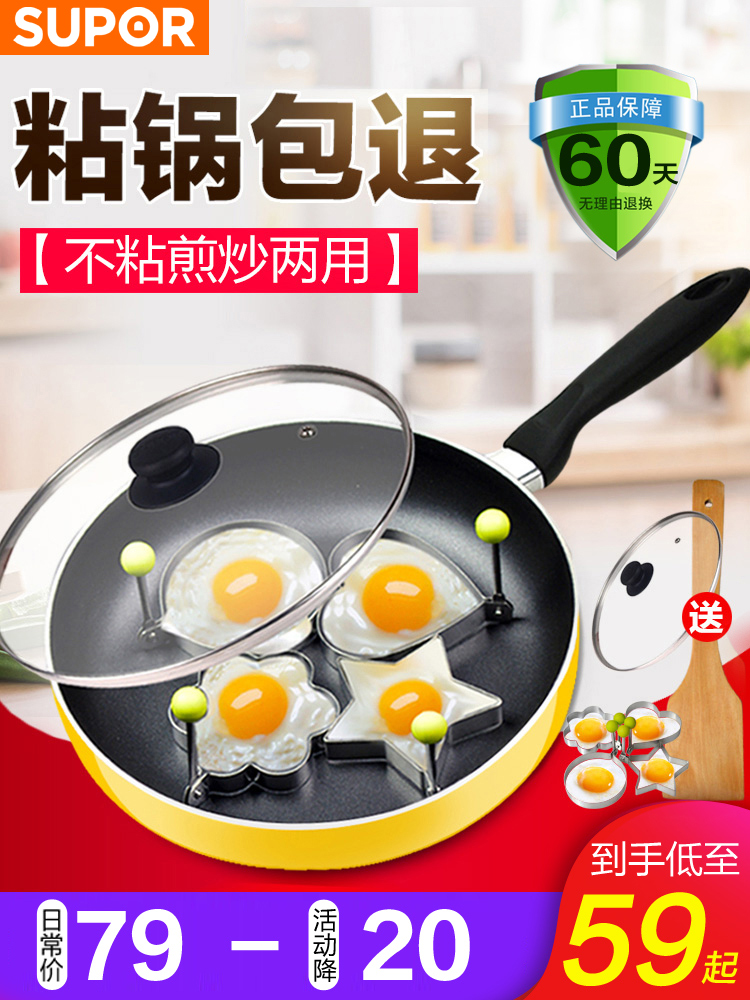 SUPOR
粘锅包退
正品保障
60天
无理由退换
【不粘煎炒两用】
送
到手低至
日常价 79 – 活动降 20
59起